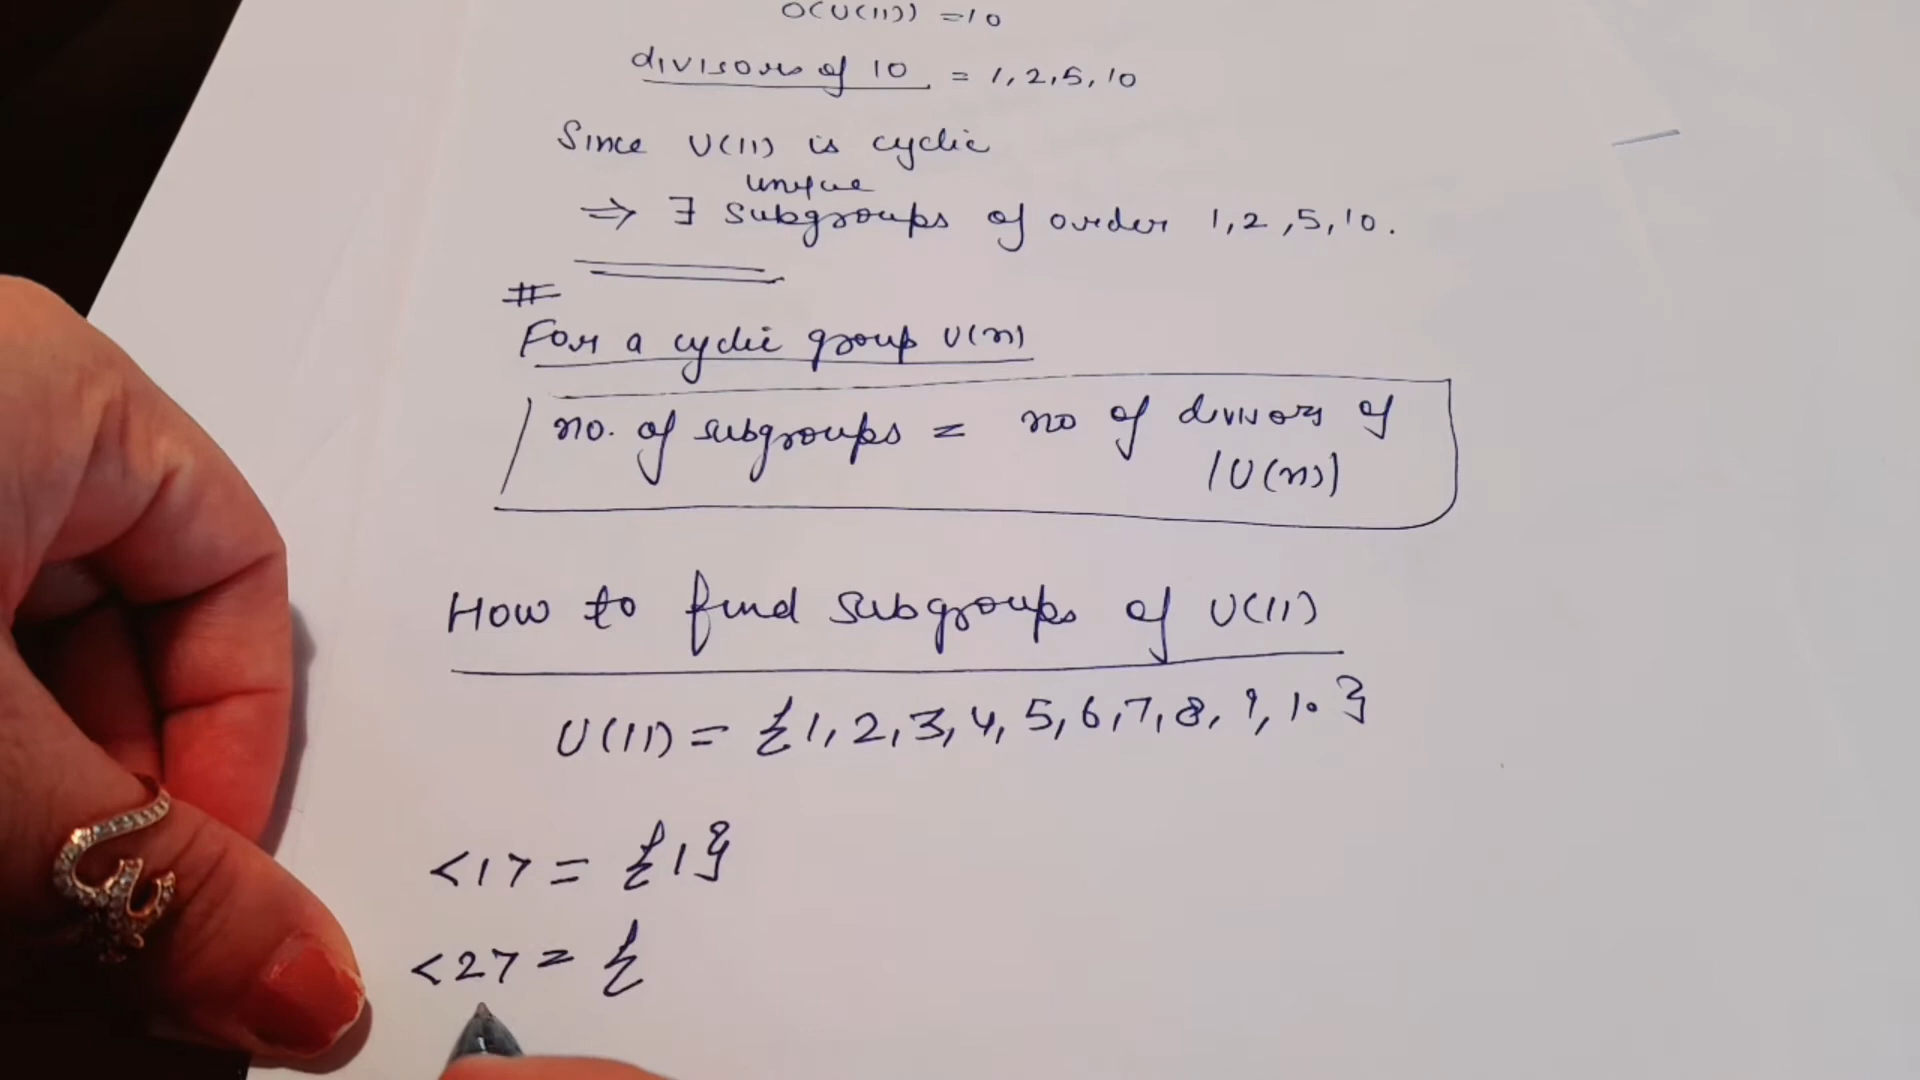 O(U(11)) = 10
divisors of 10 = 1, 2, 5, 10
Since U(11) is cyclic
unique
⇒ ∃ subgroups of order 1, 2, 5, 10.
#
For a cyclic group U(n)
no. of subgroups = no of divisors of
|U(n)|
How to find subgroups of U(11)
U(11) = {1, 2, 3, 4, 5, 6, 7, 8, 9, 10}
<1> = {1}
<2> = {